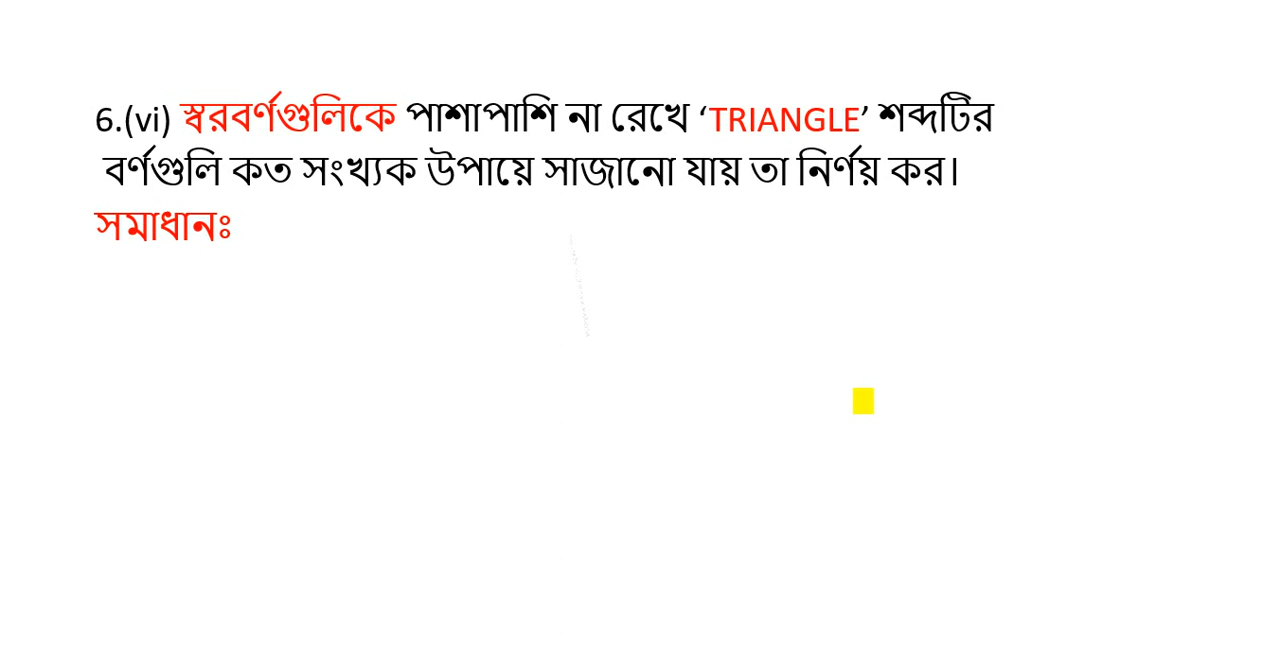 6.(vi) স্বরবর্ণগুলিকে পাশাপাশি না রেখে ‘TRIANGLE’ শব্দটির
বর্ণগুলি কত সংখ্যক উপায়ে সাজানো যায় তা নির্ণয় কর।
সমাধানঃ